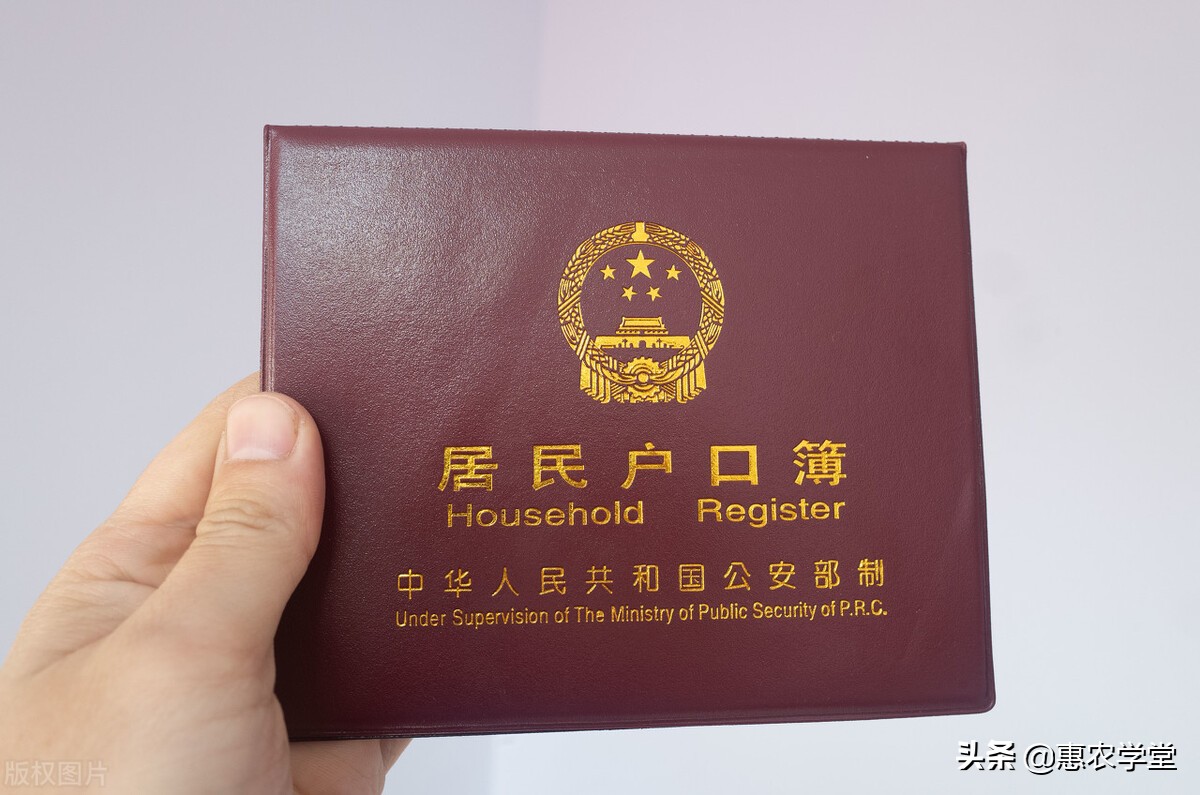 居民户口簿
Household Register
中华人民共和国公安部制
Under Supervision of The Ministry of Public Security of P.R.C.
版权图片
头条 @惠农学堂